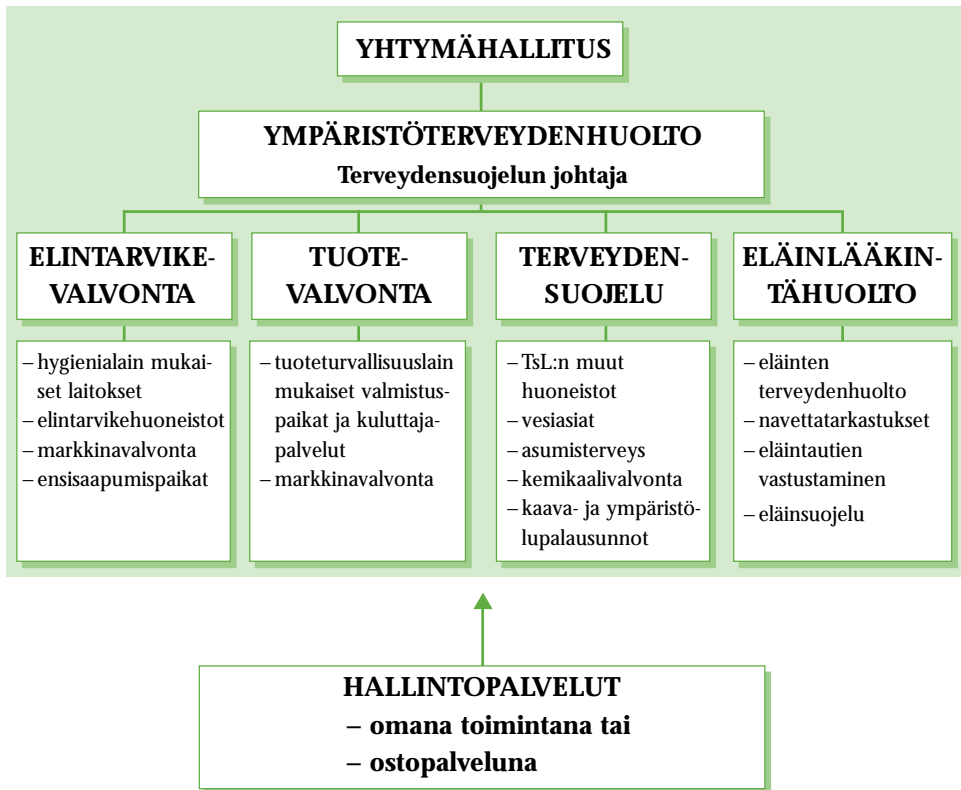 YHTYMÄHALLITUS
YMPÄRISTÖTERVEYDENHUOLTO
Terveydensuojelun johtaja
ELINTARVIKE-
VALVONTA
– hygienialain mukai-
set laitokset
– elintarvikehuoneistot
– markkinavalvonta
– ensisaapumispaikat
TUOTE-
VALVONTA
– tuoteturvallisuuslain
mukaiset valmistus-
paikat ja kuluttaja-
palvelut
– markkinavalvonta
TERVEYDEN-
SUOJELU
– TsL:n muut
huoneistot
– vesiasiat
– asumisterveys
– kemikaalivalvonta
– kaava- ja ympäristö-
lupalausunnot
ELÄINLÄÄKIN-
TÄHUOLTO
– eläinten
terveydenhuolto
– navettatarkastukset
– eläintautien
vastustaminen
– eläinsuojelu
HALLINTOPALVELUT
– omana toimintana tai
– ostopalveluna